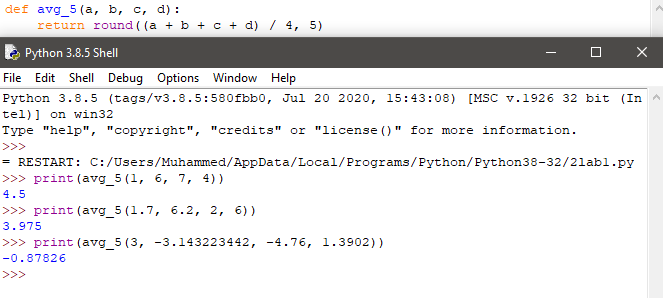 def avg_5(a, b, c, d):
    return round((a + b + c + d) / 4, 5)
Python 3.8.5 Shell
File Edit Shell Debug Options Window Help
Python 3.8.5 (tags/v3.8.5:580fbb0, Jul 20 2020, 15:43:08) [MSC v.1926 32 bit (In
tel)] on win32
Type "help", "copyright", "credits" or "license()" for more information.
>>>
= RESTART: C:/Users/Muhammed/AppData/Local/Programs/Python/Python38-32/2lab1.py
>>> print(avg_5(1, 6, 7, 4))
4.5
>>> print(avg_5(1.7, 6.2, 2, 6))
3.975
>>> print(avg_5(3, -3.143223442, -4.76, 1.3902))
-0.87826
>>>